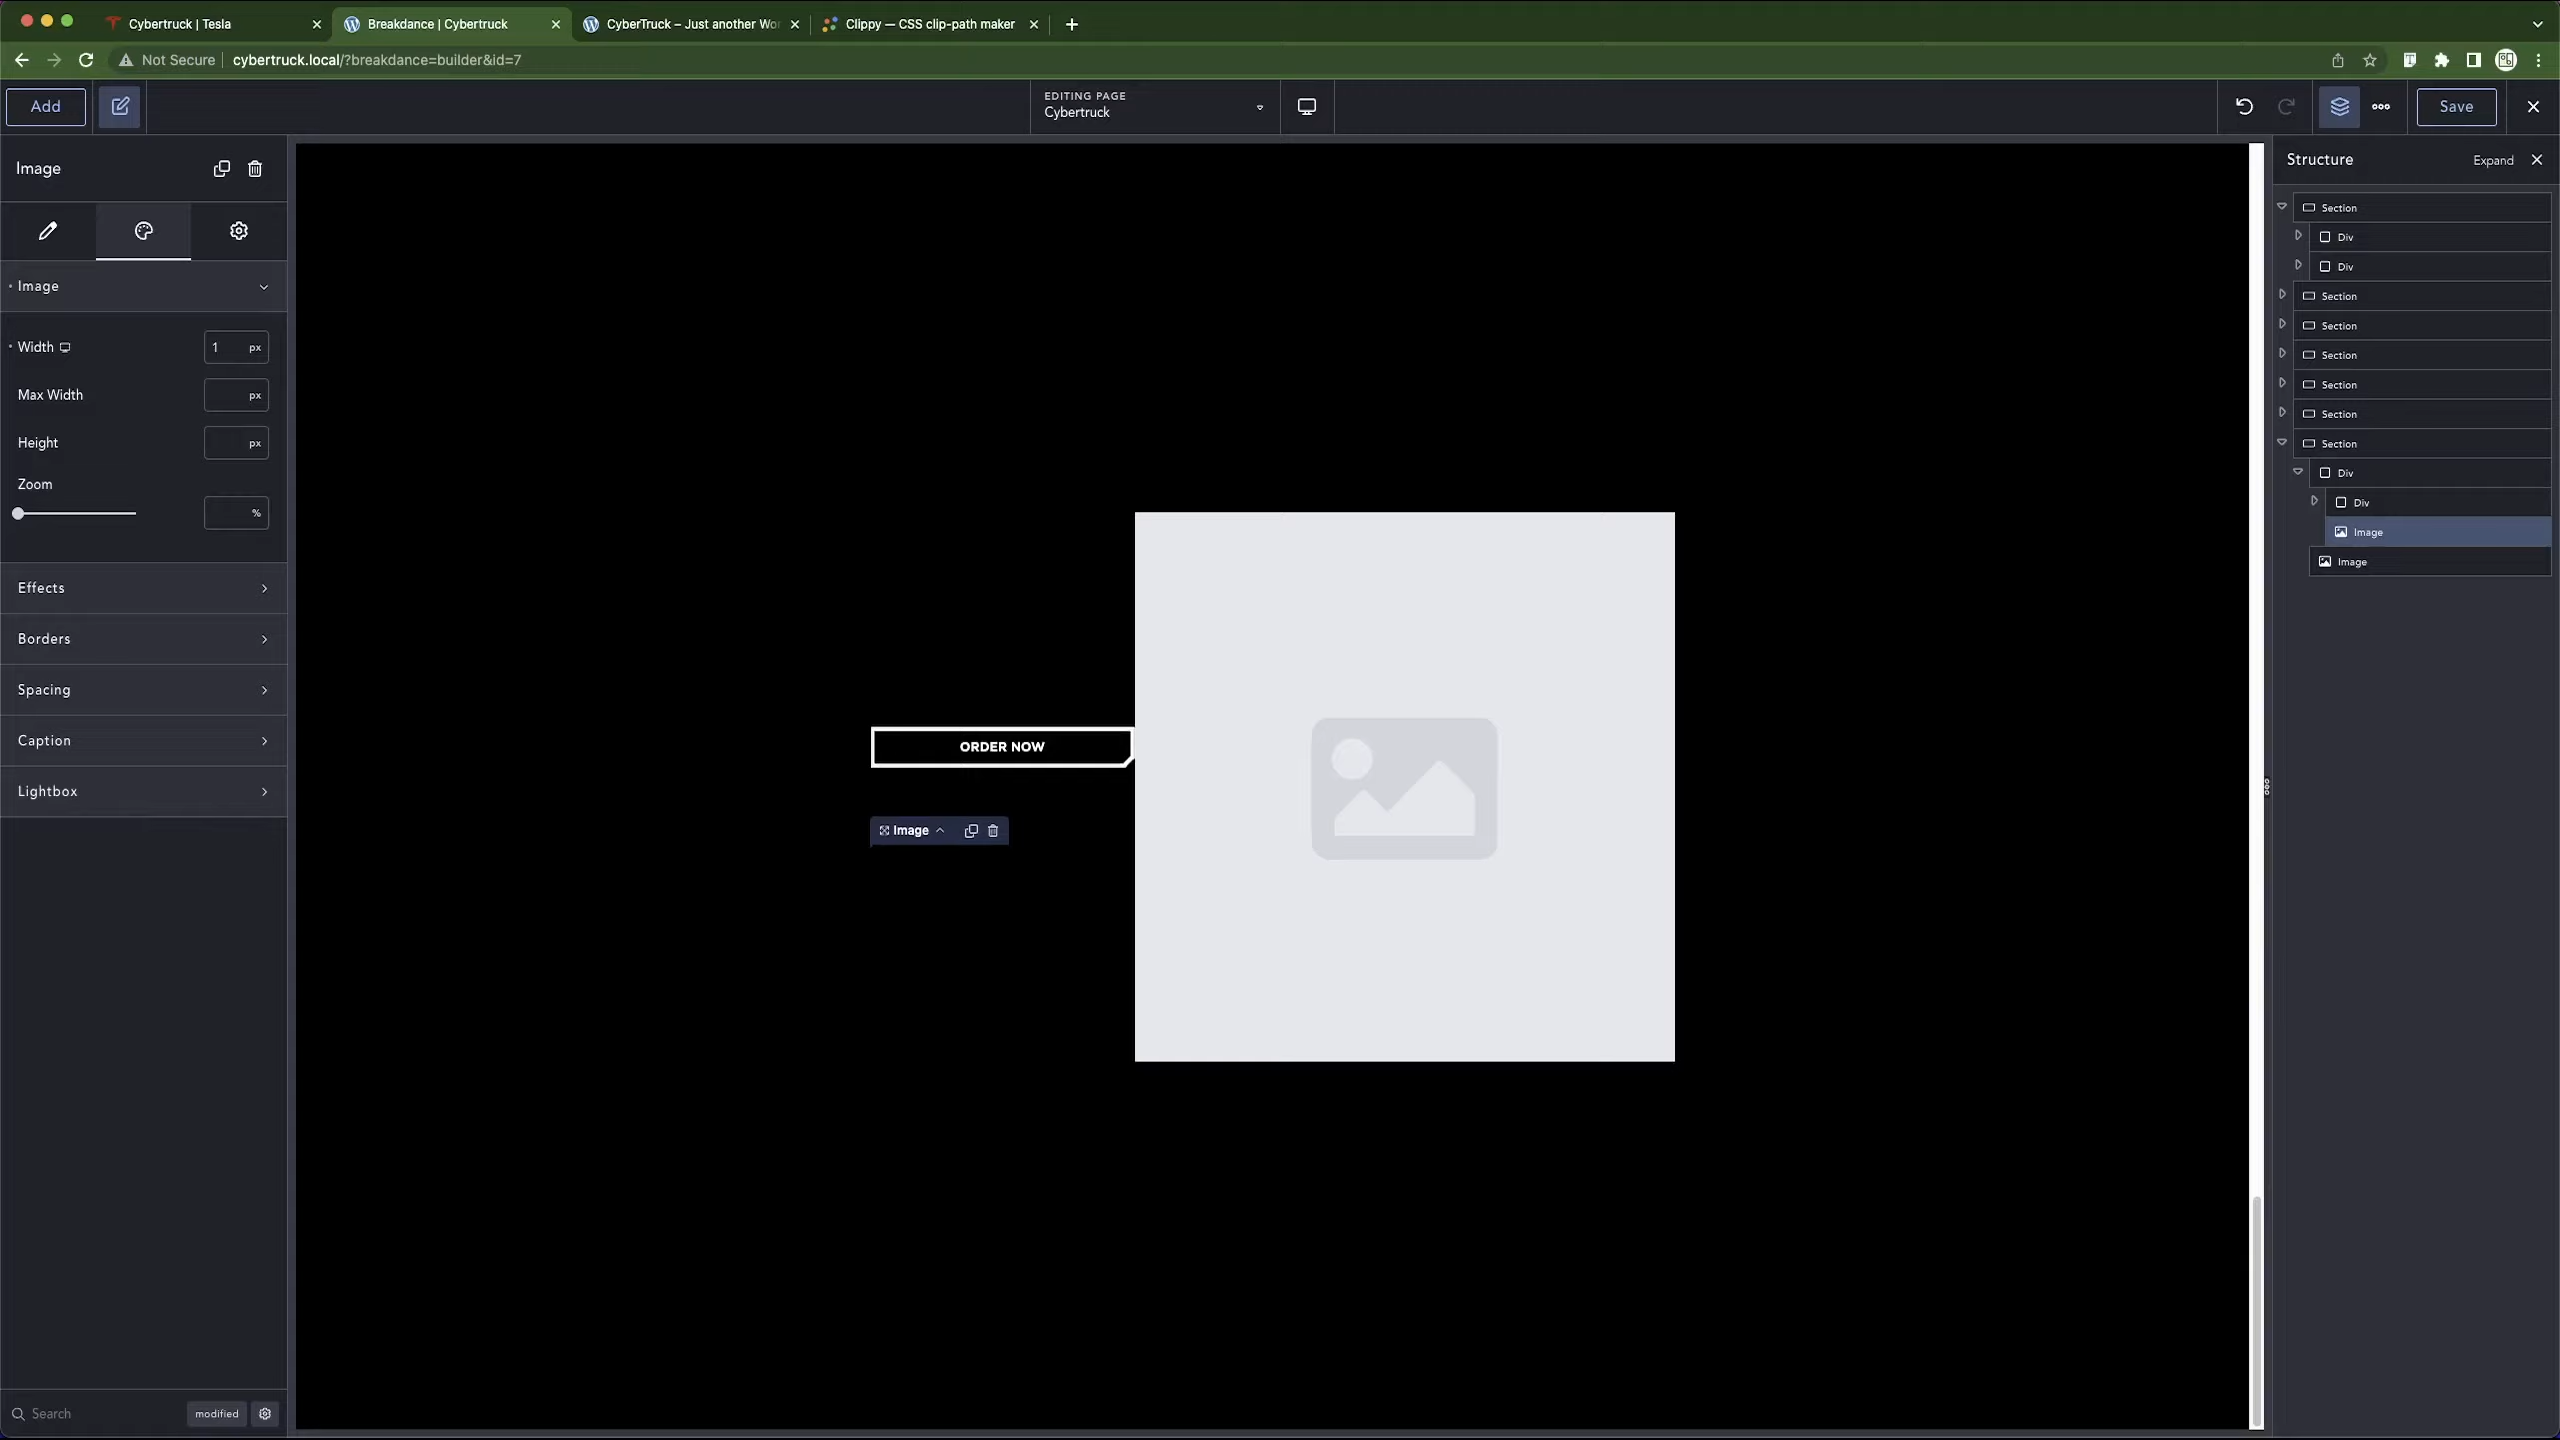 Cybertruck | Tesla
Breakdance | Cybertruck
CyberTruck – Just another Wor
Clippy — CSS clip-path maker
Not Secure
cybertruck.local/?breakdance=builder&id=7
Add
EDITING PAGE
Cybertruck
Save
Image
Image
Width
1 px
Max Width
px
Height
px
Zoom
%
Effects
Borders
Spacing
Caption
Lightbox
Search
modified
ORDER NOW
Image
Structure
Expand
Section
Div
Div
Section
Section
Section
Section
Section
Section
Div
Div
Image
Image